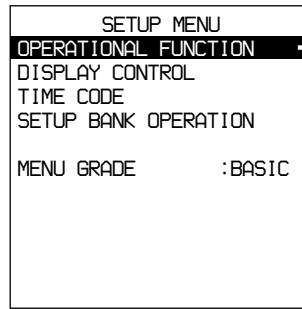 SETUP MENU
OPERATIONAL FUNCTION
DISPLAY CONTROL
TIME CODE
SETUP BANK OPERATION
MENU GRADE :BASIC